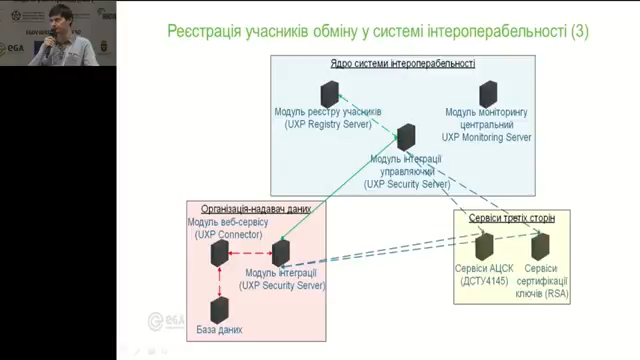 Реєстрація учасників обміну у системі інтероперабельності (3)
Ядро системи інтероперабельності
Модуль реєстру учасників
(UXP Registry Server)
Модуль моніторингу
центральний
UXP Monitoring Server
Модуль інтеграції
управляючий
(UXP Security Server)
Організація-надавач даних
Модуль веб-сервісу
(UXP Connector)
Модуль інтеграції
(UXP Security Server)
База даних
Сервіси третіх сторін
Сервіси АЦСК
(ДСТУ4145)
Сервіси
сертифікації
ключів (RSA)
eGA
eGA